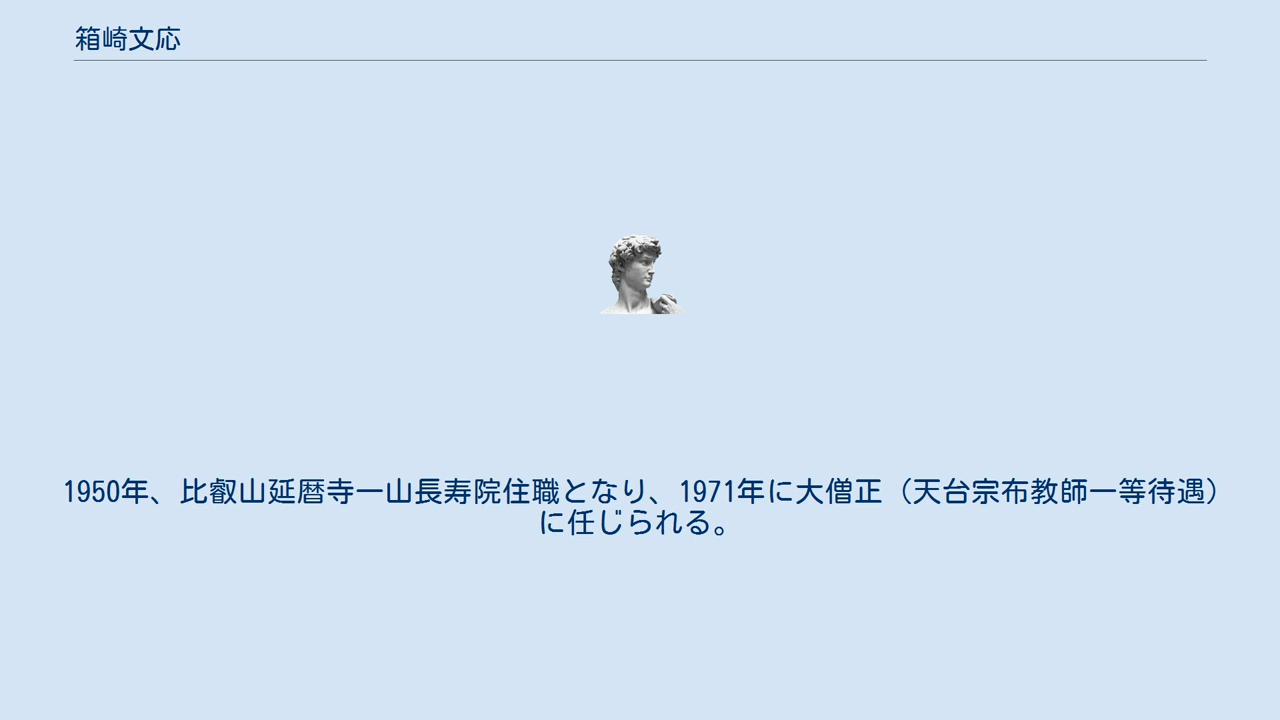 箱崎文応
1950年、比叡山延暦寺一山長寿院住職となり、1971年に大僧正（天台宗布教師一等待遇）
に任じられる。